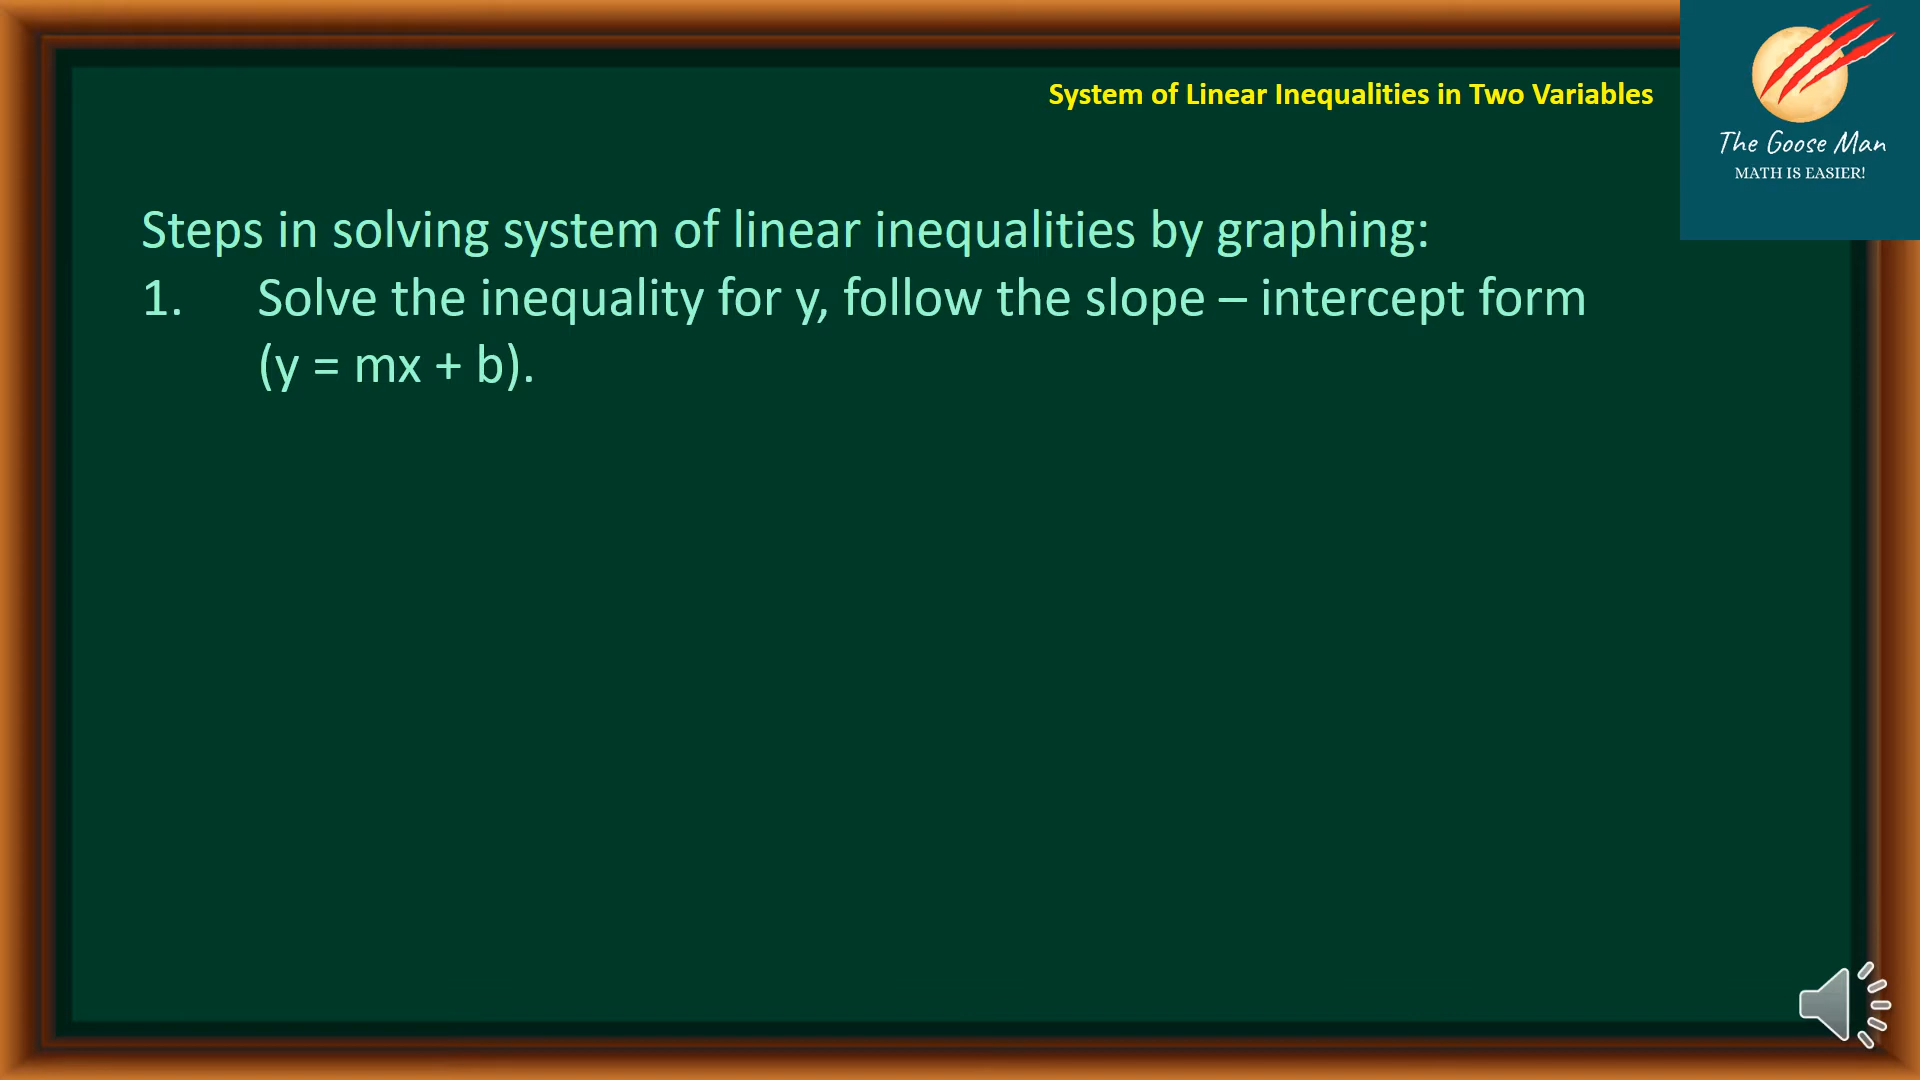 System of Linear Inequalities in Two Variables
The Goose Man
MATH IS EASIER!
Steps in solving system of linear inequalities by graphing:
1. Solve the inequality for y, follow the slope – intercept form
(y = mx + b).